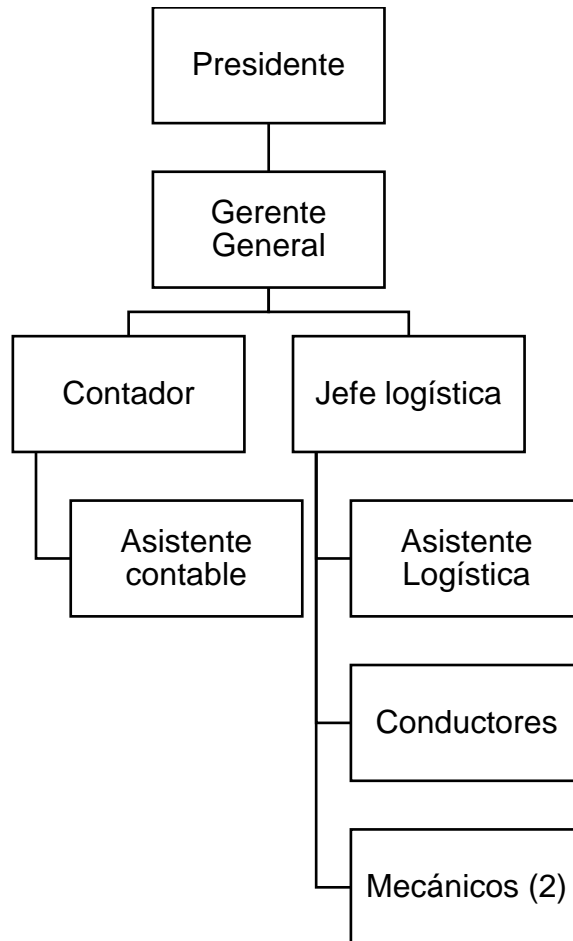 Presidente
Gerente
General
Contador
Jefe logística
Asistente
contable
Asistente
Logística
Conductores
Mecánicos (2)